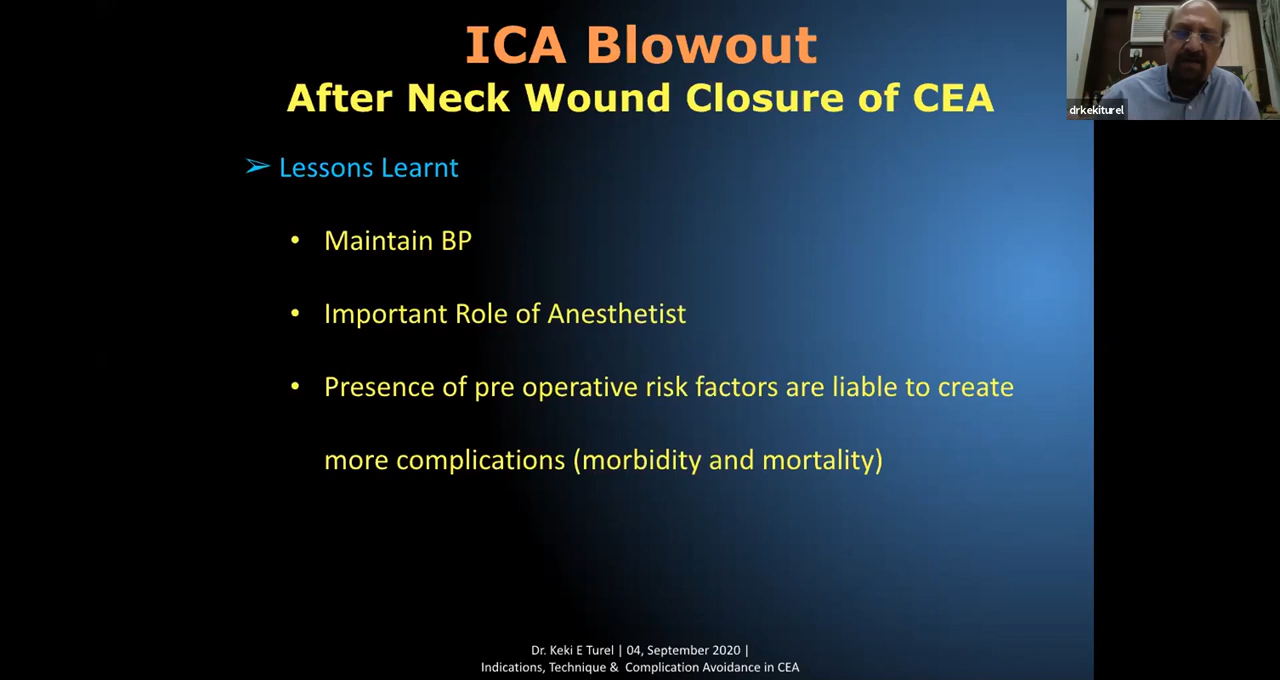 ICA Blowout
After Neck Wound Closure of CEA
drkekiturel
➢ Lessons Learnt
• Maintain BP
• Important Role of Anesthetist
• Presence of pre operative risk factors are liable to create
more complications (morbidity and mortality)
Dr. Keki E Turel | 04, September 2020 |
Indications, Technique & Complication Avoidance in CEA